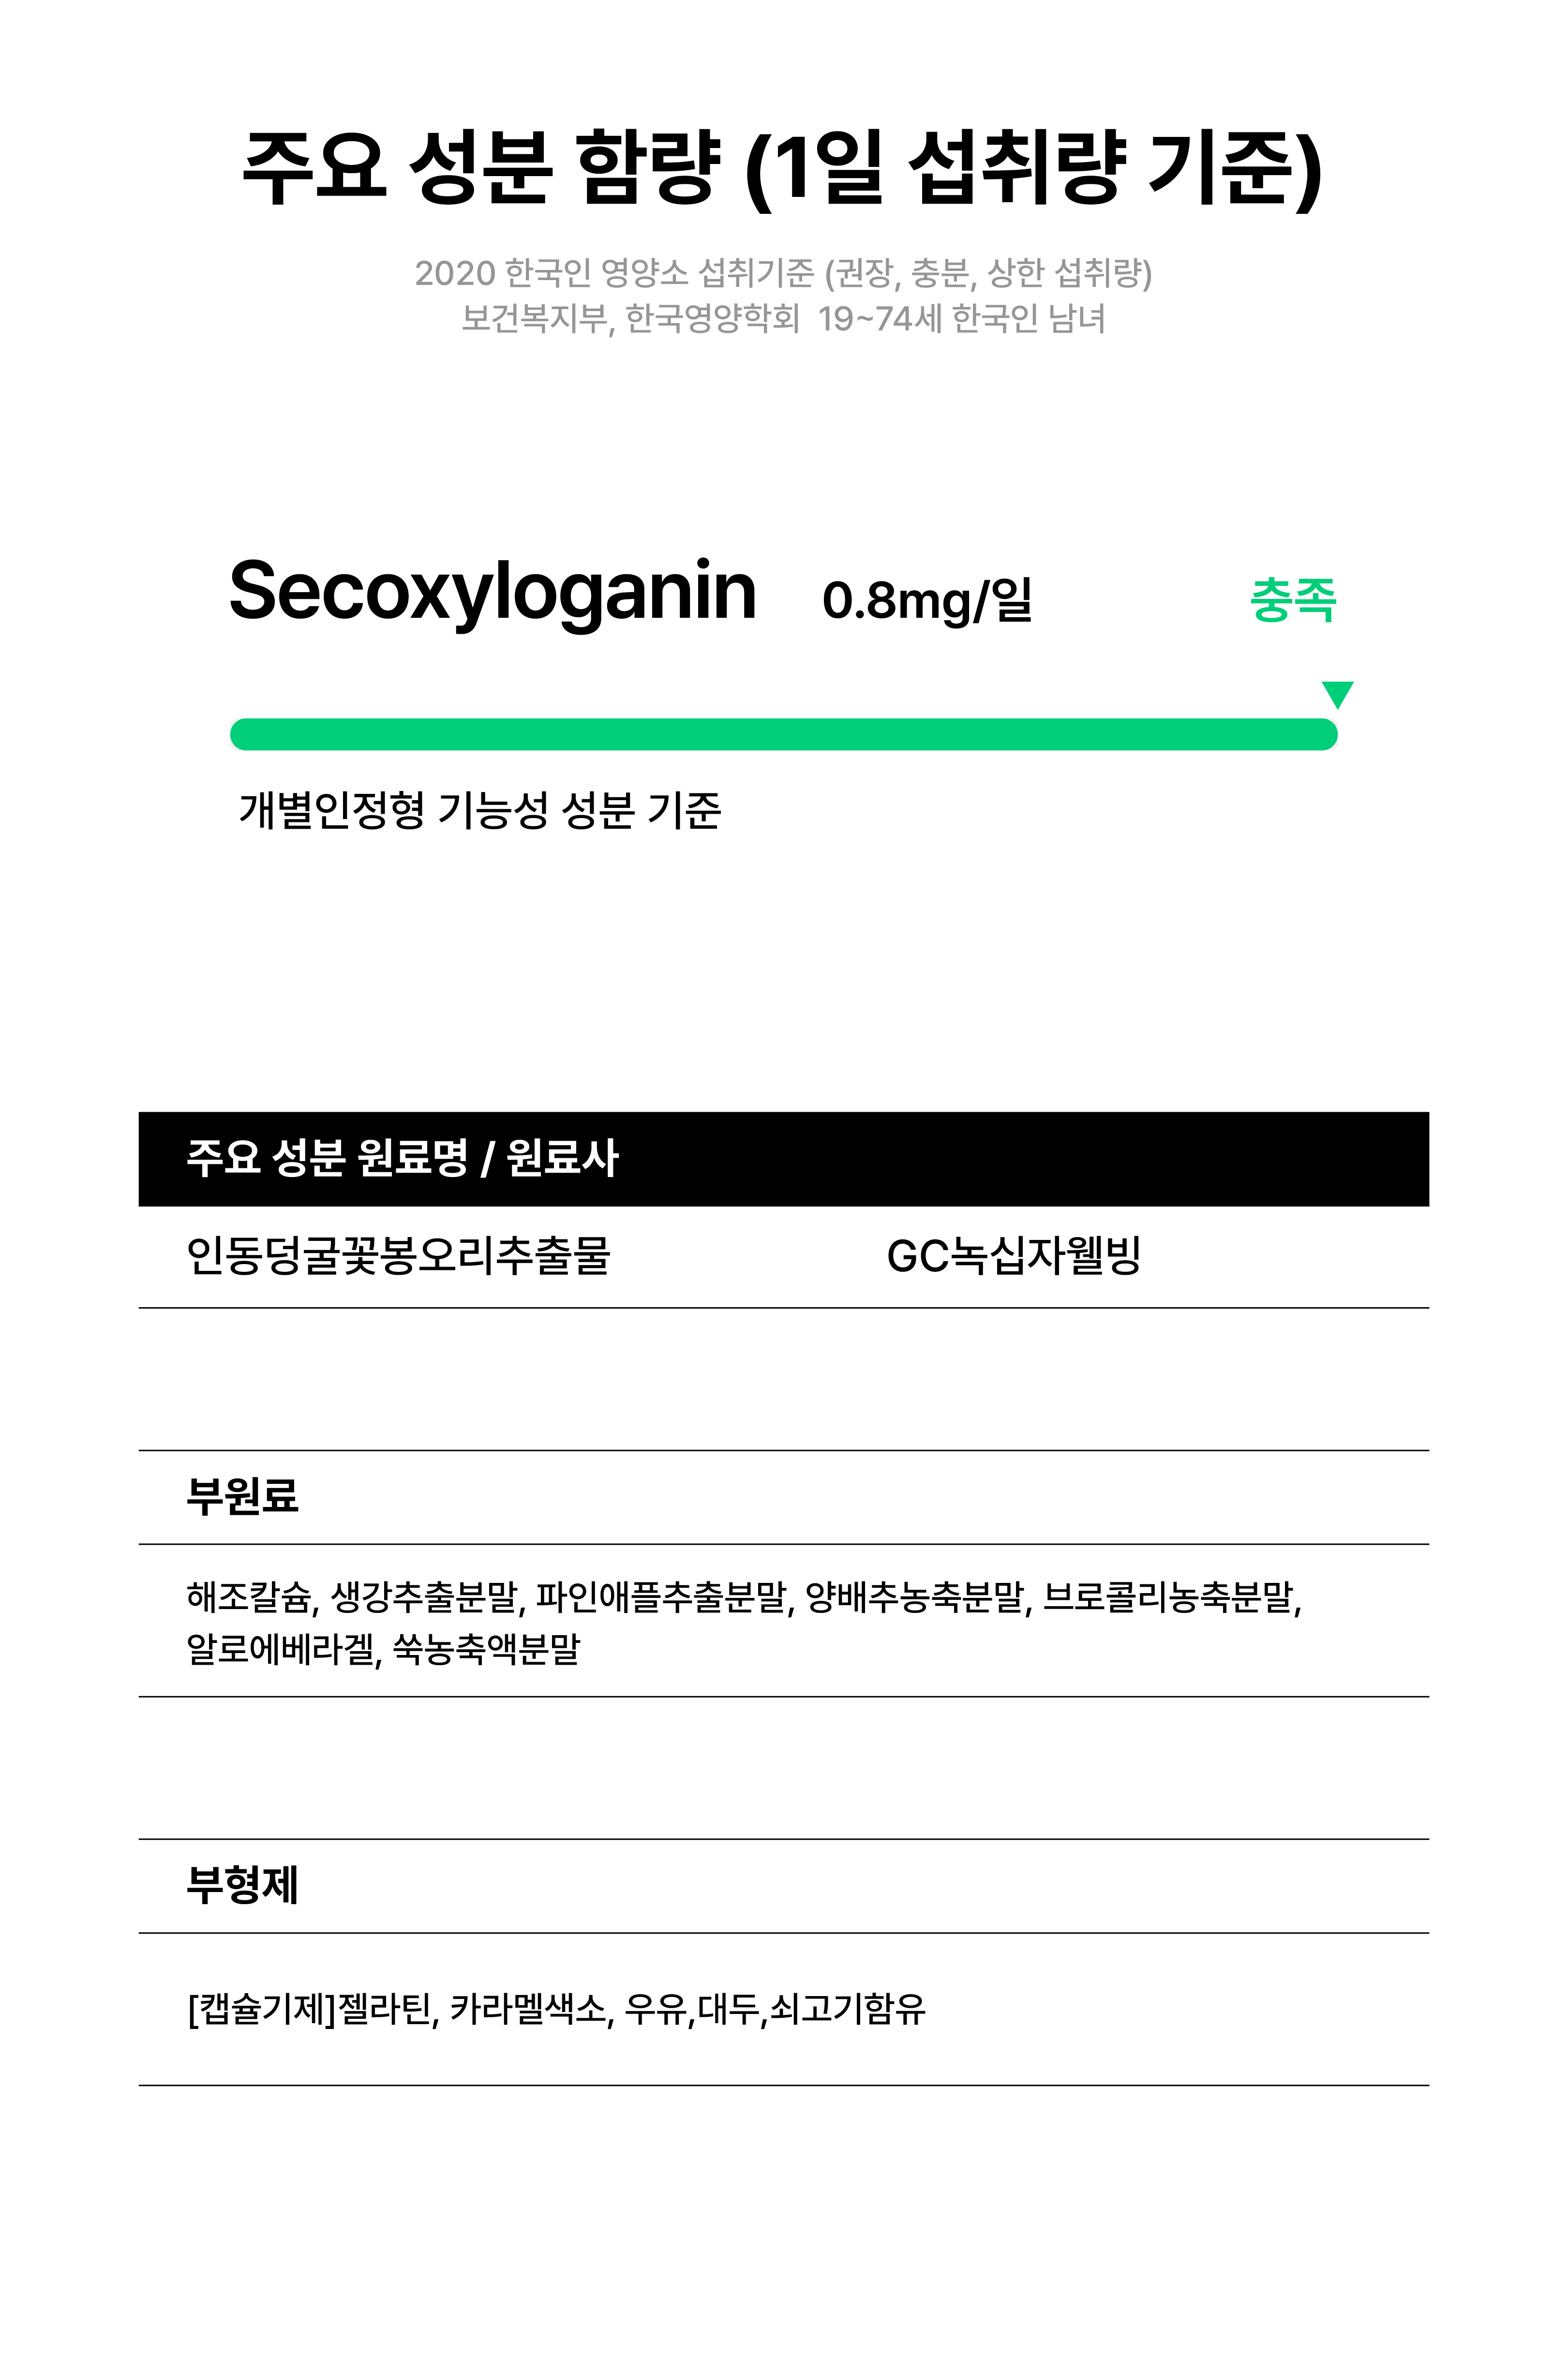 주요 성분 함량 (1일 섭취량 기준)
2020 한국인 영양소 섭취기준 (권장, 충분, 상한 섭취량)
보건복지부, 한국영양학회 19~74세 한국인 남녀
Secoxyloganin 0.8mg/일 충족
개별인정형 기능성 성분 기준
주요 성분 원료명 / 원료사
인동덩굴꽃봉오리추출물 GC녹십자웰빙
부원료
해조칼슘, 생강추출분말, 파인애플추출분말, 양배추농축분말, 브로콜리농축분말,
알로에베라겔, 쑥농축액분말
부형제
[캡슐기제]젤라틴, 카라멜색소, 우유,대두,쇠고기함유